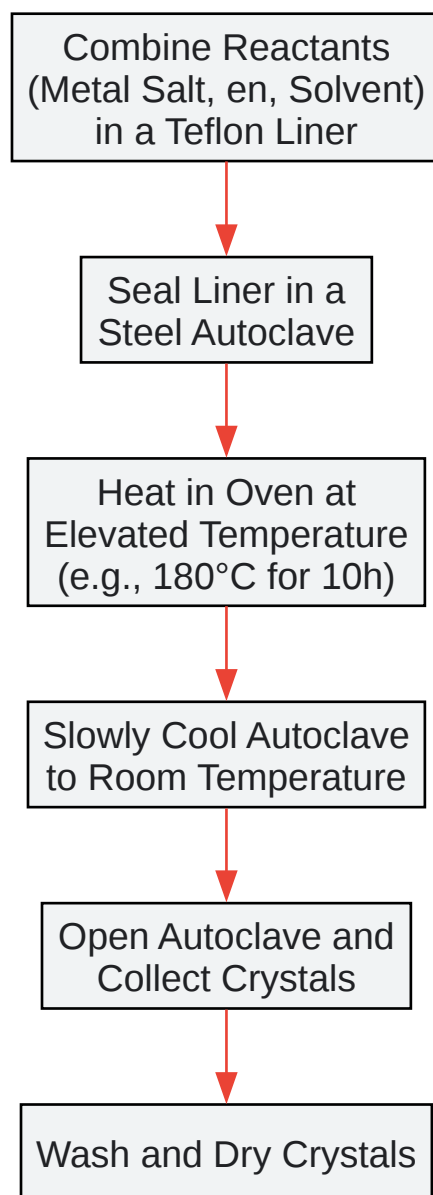 Combine Reactants
(Metal Salt, en, Solvent)
in a Teflon Liner
Seal Liner in a
Steel Autoclave
Heat in Oven at
Elevated Temperature
(e.g., 180°C for 10h)
Slowly Cool Autoclave
to Room Temperature
Open Autoclave and
Collect Crystals
Wash and Dry Crystals